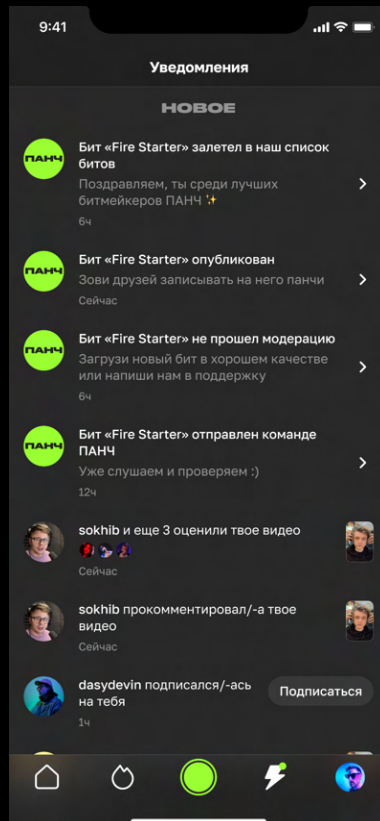 9:41
Уведомления
НОВОЕ
ПАНЧ
Бит «Fire Starter» залетел в наш список
битов
Поздравляем, ты среди лучших
битмейкеров ПАНЧ ✨
6ч
ПАНЧ
Бит «Fire Starter» опубликован
Зови друзей записывать на него панчи
Сейчас
ПАНЧ
Бит «Fire Starter» не прошел модерацию
Загрузи новый бит в хорошем качестве
или напиши нам в поддержку
6ч
ПАНЧ
Бит «Fire Starter» отправлен команде
ПАНЧ
Уже слушаем и проверяем :)
12ч
sokhib и еще 3 оценили твое видео
Сейчас
sokhib прокомментировал/-а твое
видео
Сейчас
dasydevin подписался/-ась
на тебя
Подписаться
1ч